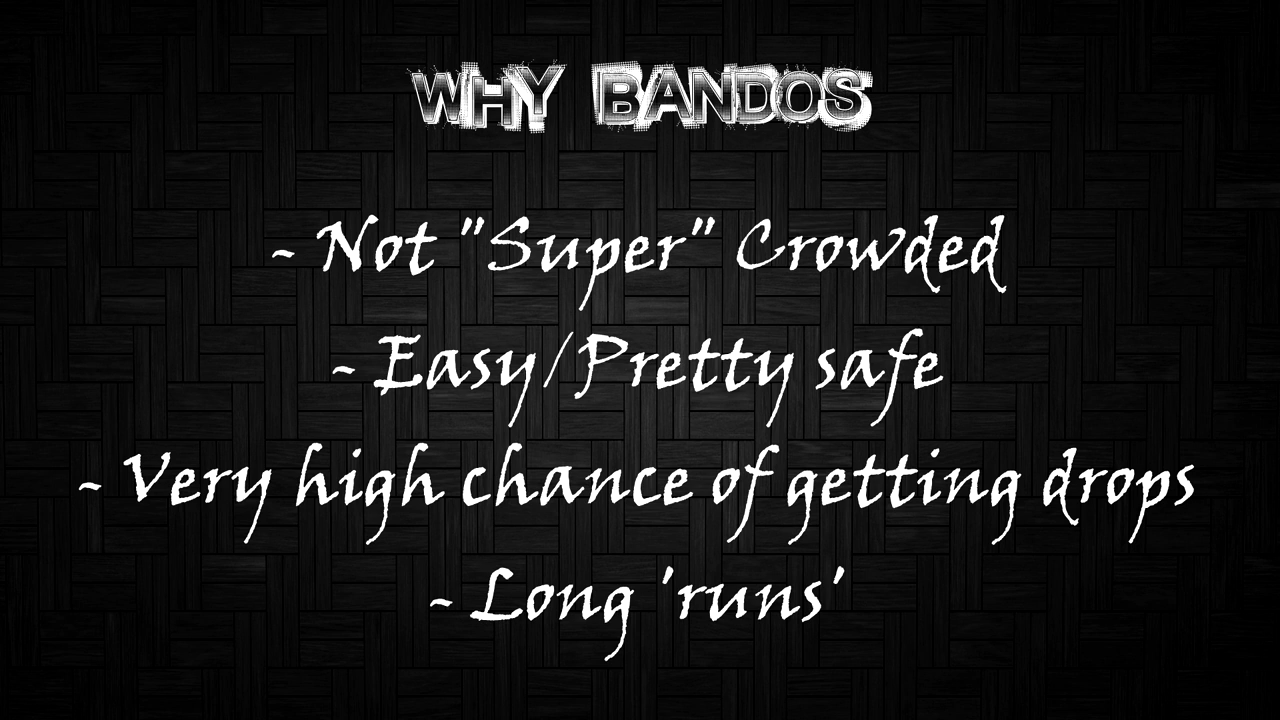 WHY BANDOS
- Not "Super" Crowded
- Easy/Pretty safe
- Very high chance of getting drops
- Long 'runs'